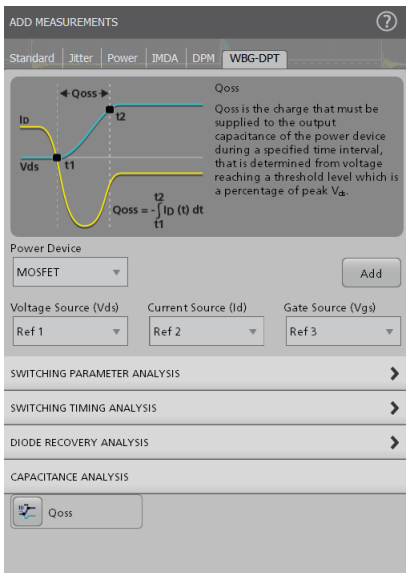 ADD MEASUREMENTS
?
Standard Jitter Power IMDA DPM WBG-DPT
Qoss
Qoss is the charge that must be
supplied to the output
capacitance of the power device
during a specified time interval,
that is determined from voltage
reaching a threshold level which is
a percentage of peak Vds.
Qoss
ID
t2
Vds
t1
t2
Qoss = -∫ID (t) dt
t1
Power Device
MOSFET
Add
Voltage Source (Vds) Current Source (Id) Gate Source (Vgs)
Ref 1 Ref 2 Ref 3
SWITCHING PARAMETER ANALYSIS
SWITCHING TIMING ANALYSIS
DIODE RECOVERY ANALYSIS
CAPACITANCE ANALYSIS
Qoss